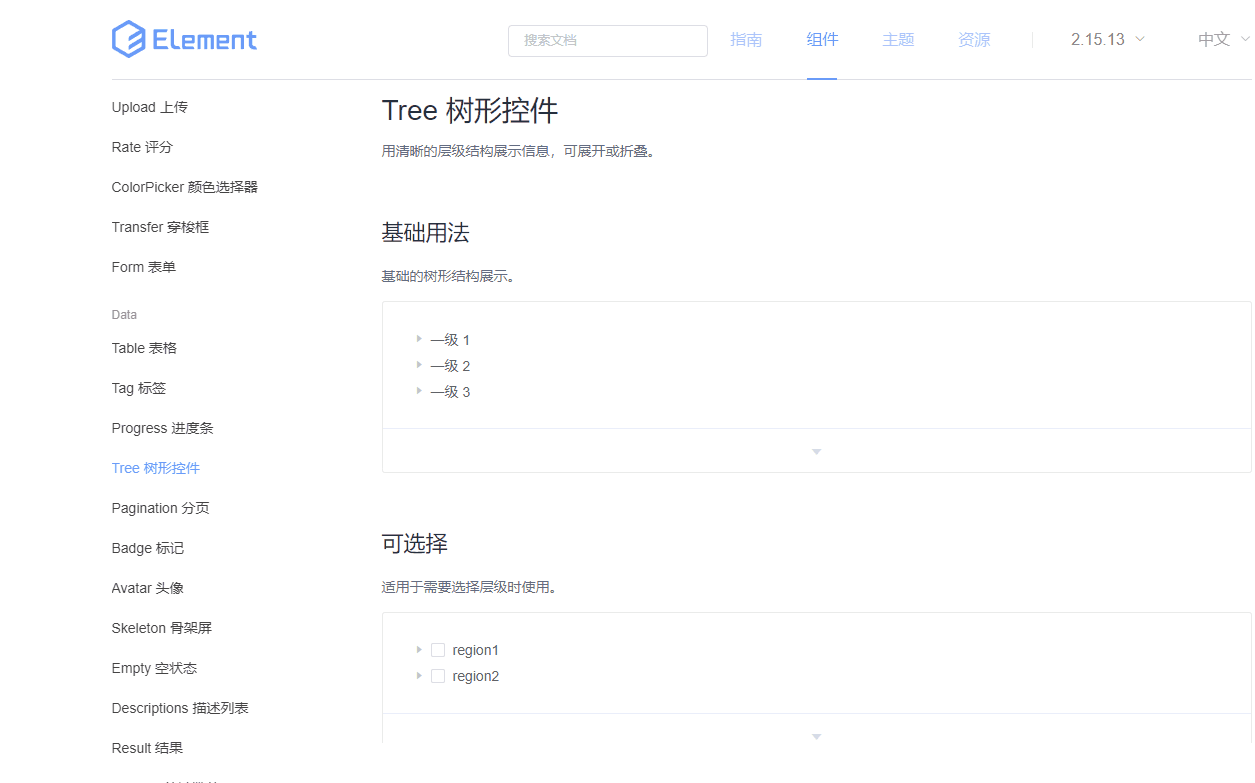 Element
搜索文档
指南
组件
主题
资源
2.15.13
中文
Upload 上传
Rate 评分
ColorPicker 颜色选择器
Transfer 穿梭框
Form 表单
Data
Table 表格
Tag 标签
Progress 进度条
Tree 树形控件
Pagination 分页
Badge 标记
Avatar 头像
Skeleton 骨架屏
Empty 空状态
Descriptions 描述列表
Result 结果
Tree 树形控件
用清晰的层级结构展示信息，可展开或折叠。
基础用法
基础的树形结构展示。
一级 1
一级 2
一级 3
可选择
适用于需要选择层级时使用。
region1
region2